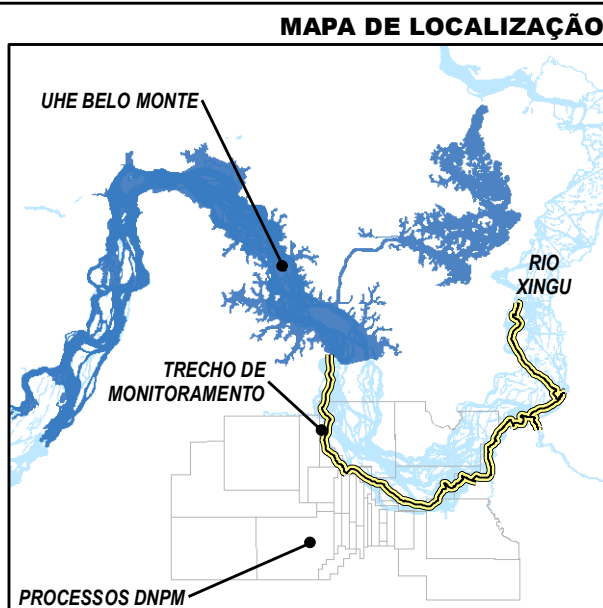 MAPA DE LOCALIZAÇÃO
UHE BELO MONTE
RIO
XINGU
TRECHO DE
MONITORAMENTO
PROCESSOS DNPM